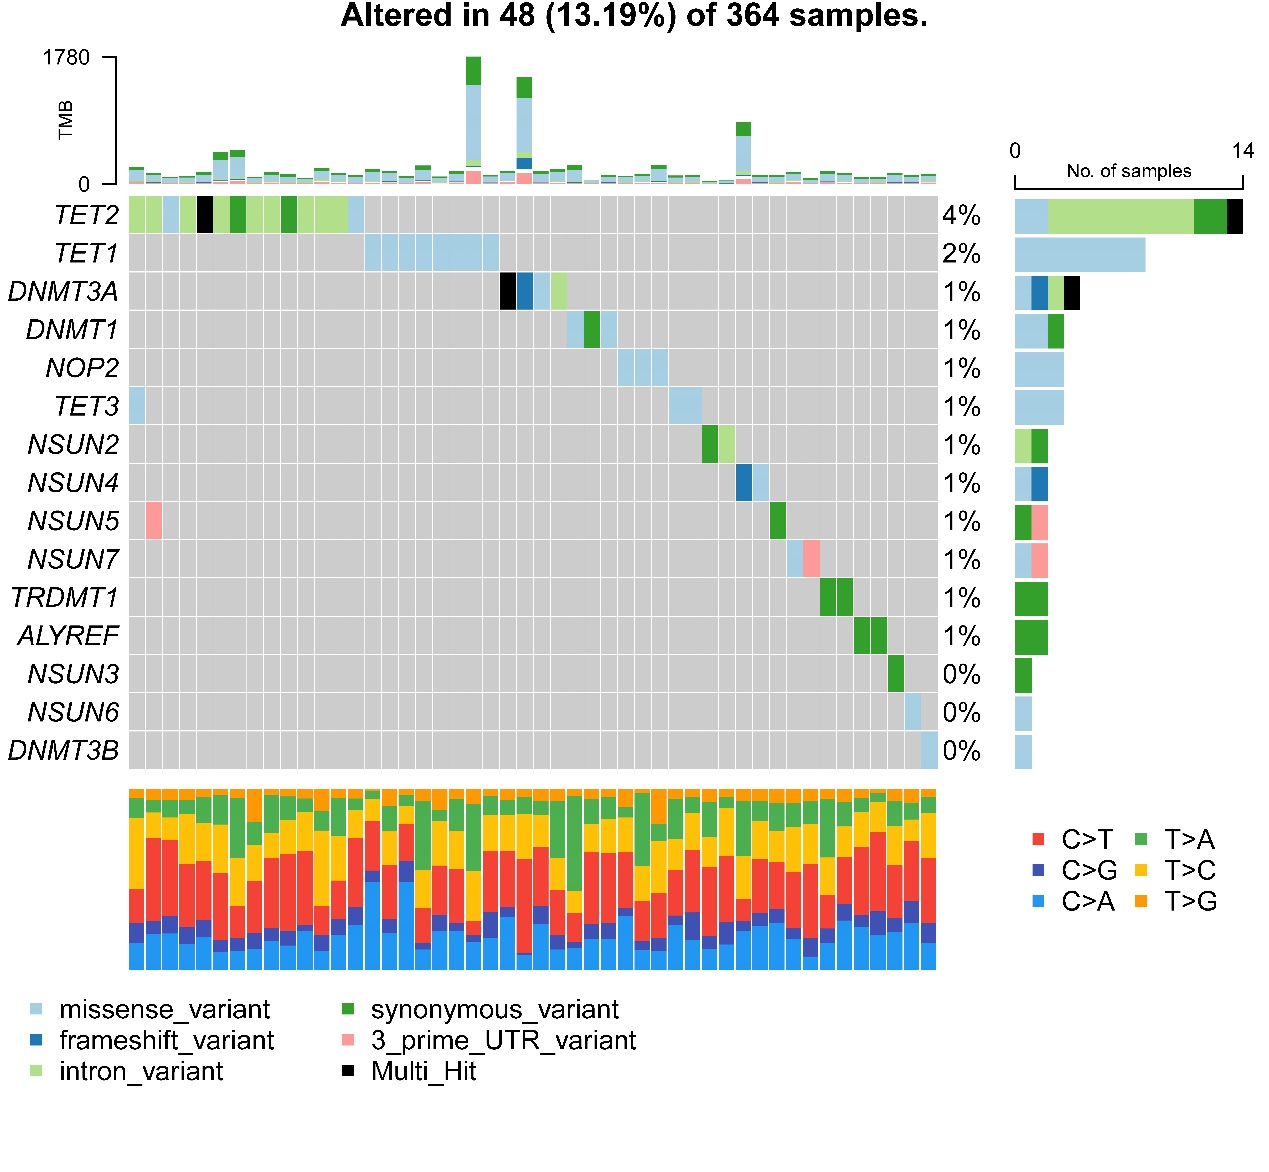 Altered in 48 (13.19%) of 364 samples.
1780
TMB
0
0 14
No. of samples
TET2 4%
TET1 2%
DNMT3A 1%
DNMT1 1%
NOP2 1%
TET3 1%
NSUN2 1%
NSUN4 1%
NSUN5 1%
NSUN7 1%
TRDMT1 1%
ALYREF 1%
NSUN3 0%
NSUN6 0%
DNMT3B 0%
C>T T>A
C>G T>C
C>A T>G
missense_variant synonymous_variant
frameshift_variant 3_prime_UTR_variant
intron_variant Multi_Hit